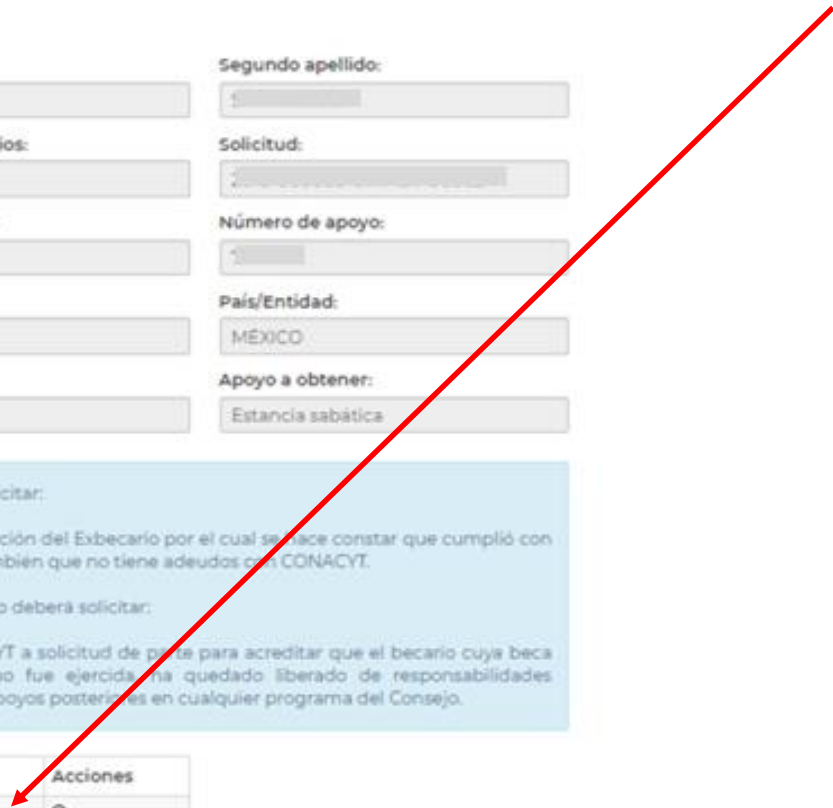 Segundo apellido:
ios:
Solicitud:
Número de apoyo:
País/Entidad:
MÉXICO
Apoyo a obtener:
Estancia sabática
citar:
ción del Exbecario por el cual se hace constar que cumplió con
mbién que no tiene adeudos con CONACYT.
o deberá solicitar:
YT a solicitud de parte para acreditar que el becario cuya beca
no fue ejercida, ha quedado liberado de responsabilidades
poyos posteriores en cualquier programa del Consejo.
Acciones